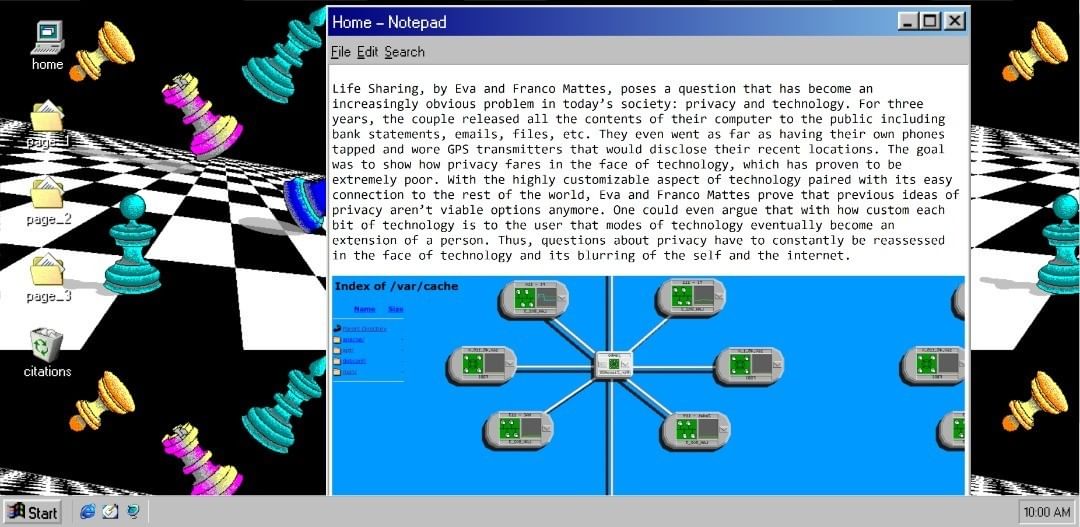 Home – Notepad
File Edit Search
home
page_1
page_2
page_3
citations
Life Sharing, by Eva and Franco Mattes, poses a question that has become an
increasingly obvious problem in today’s society: privacy and technology. For three
years, the couple released all the contents of their computer to the public including
bank statements, emails, files, etc. They even went as far as having their own phones
tapped and wore GPS transmitters that would disclose their recent locations. The goal
was to show how privacy fares in the face of technology, which has proven to be
extremely poor. With the highly customizable aspect of technology paired with its easy
connection to the rest of the world, Eva and Franco Mattes prove that previous ideas of
privacy aren’t viable options anymore. One could even argue that with how custom each
bit of technology is to the user that modes of technology eventually become an
extension of a person. Thus, questions about privacy have to constantly be reassessed
in the face of technology and its blurring of the self and the internet.
Index of /var/cache
Name Size
Parent Directory
Start
10:00 AM